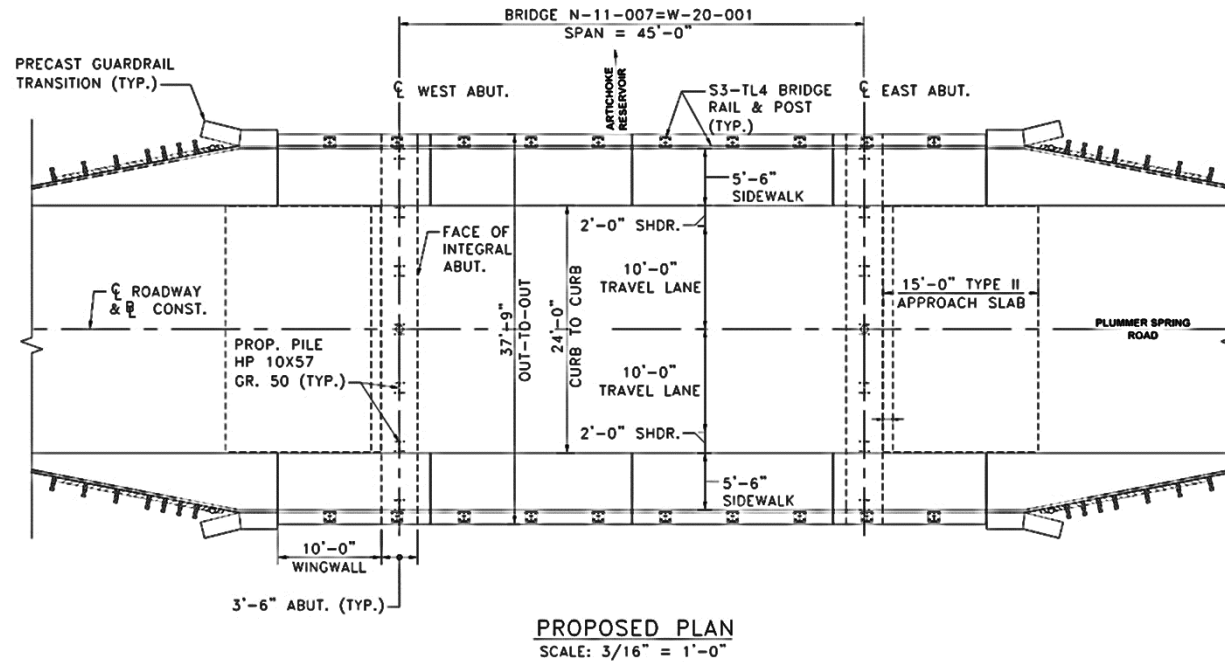 BRIDGE N-11-007=W-20-001
SPAN = 45'-0"
PRECAST GUARDRAIL
TRANSITION (TYP.)
℄ WEST ABUT.
ARTICHOKE
RESERVOIR
S3-TL4 BRIDGE
RAIL & POST
(TYP.)
℄ EAST ABUT.
5'-6"
SIDEWALK
2'-0" SHDR.
FACE OF
INTEGRAL
ABUT.
10'-0"
TRAVEL LANE
15'-0" TYPE II
APPROACH SLAB
℄ ROADWAY
& BL CONST.
37'-9"
OUT-TO-OUT
24'-0"
CURB TO CURB
PLUMMER SPRING
ROAD
PROP. PILE
HP 10X57
GR. 50 (TYP.)
10'-0"
TRAVEL LANE
2'-0" SHDR.
5'-6"
SIDEWALK
10'-0"
WINGWALL
3'-6" ABUT. (TYP.)
PROPOSED PLAN
SCALE: 3/16" = 1'-0"